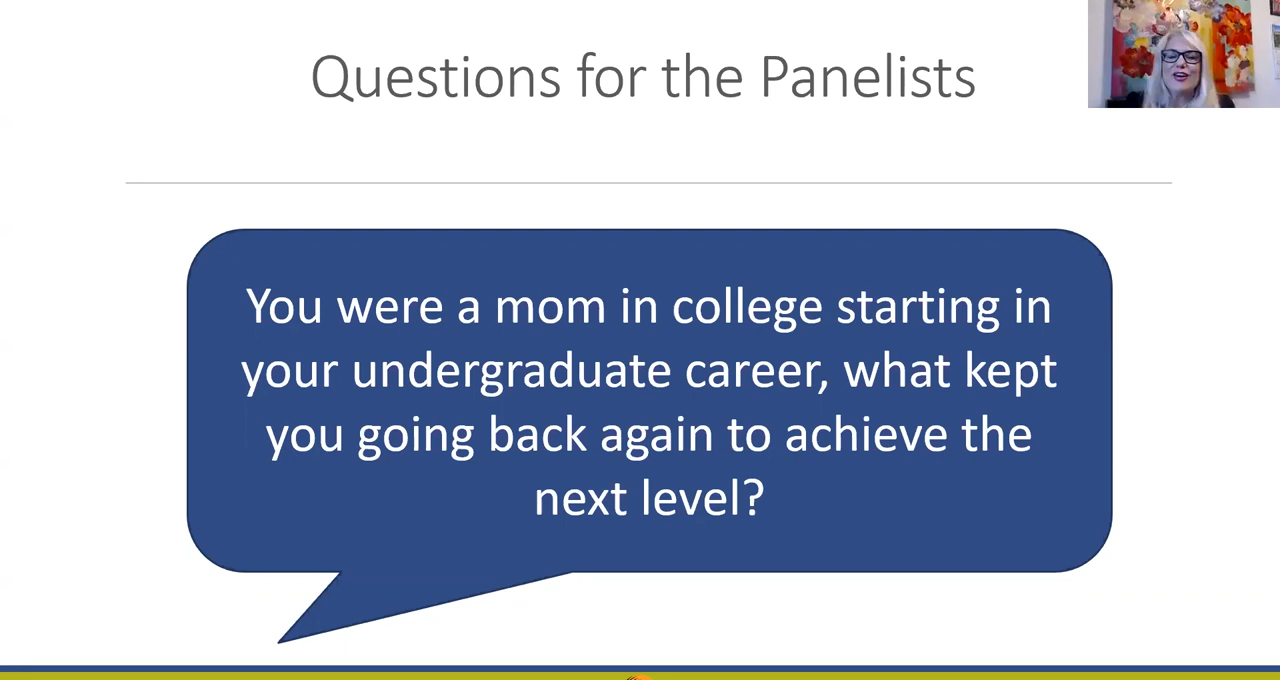 Questions for the Panelists
You were a mom in college starting in
your undergraduate career, what kept
you going back again to achieve the
next level?